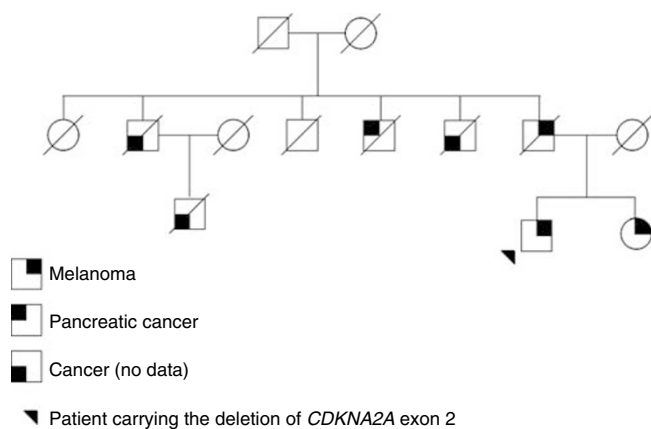 Melanoma
Pancreatic cancer
Cancer (no data)
Patient carrying the deletion of CDKNA2A exon 2